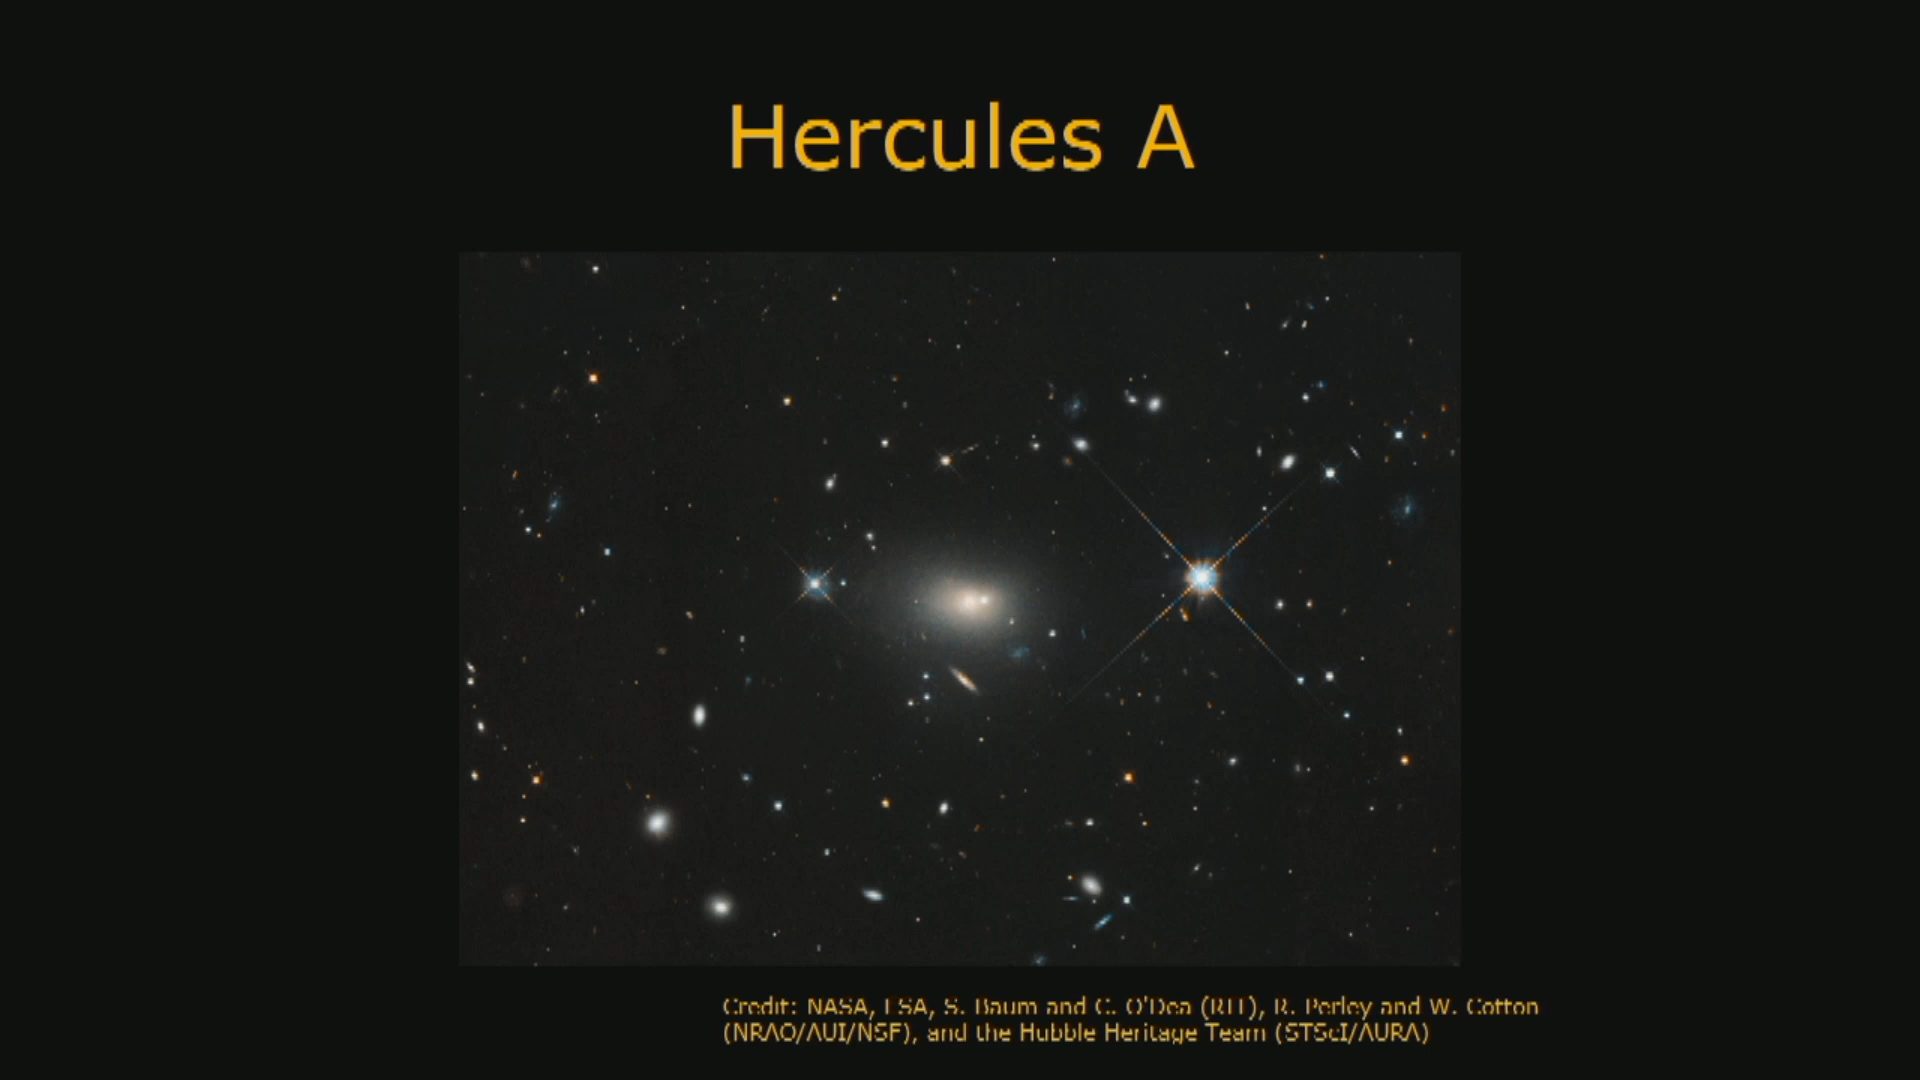 Hercules A
Credit: NASA, ESA, S. Baum and C. O'Dea (RIT), R. Perley and W. Cotton
(NRAO/AUI/NSF), and the Hubble Heritage Team (STScI/AURA)